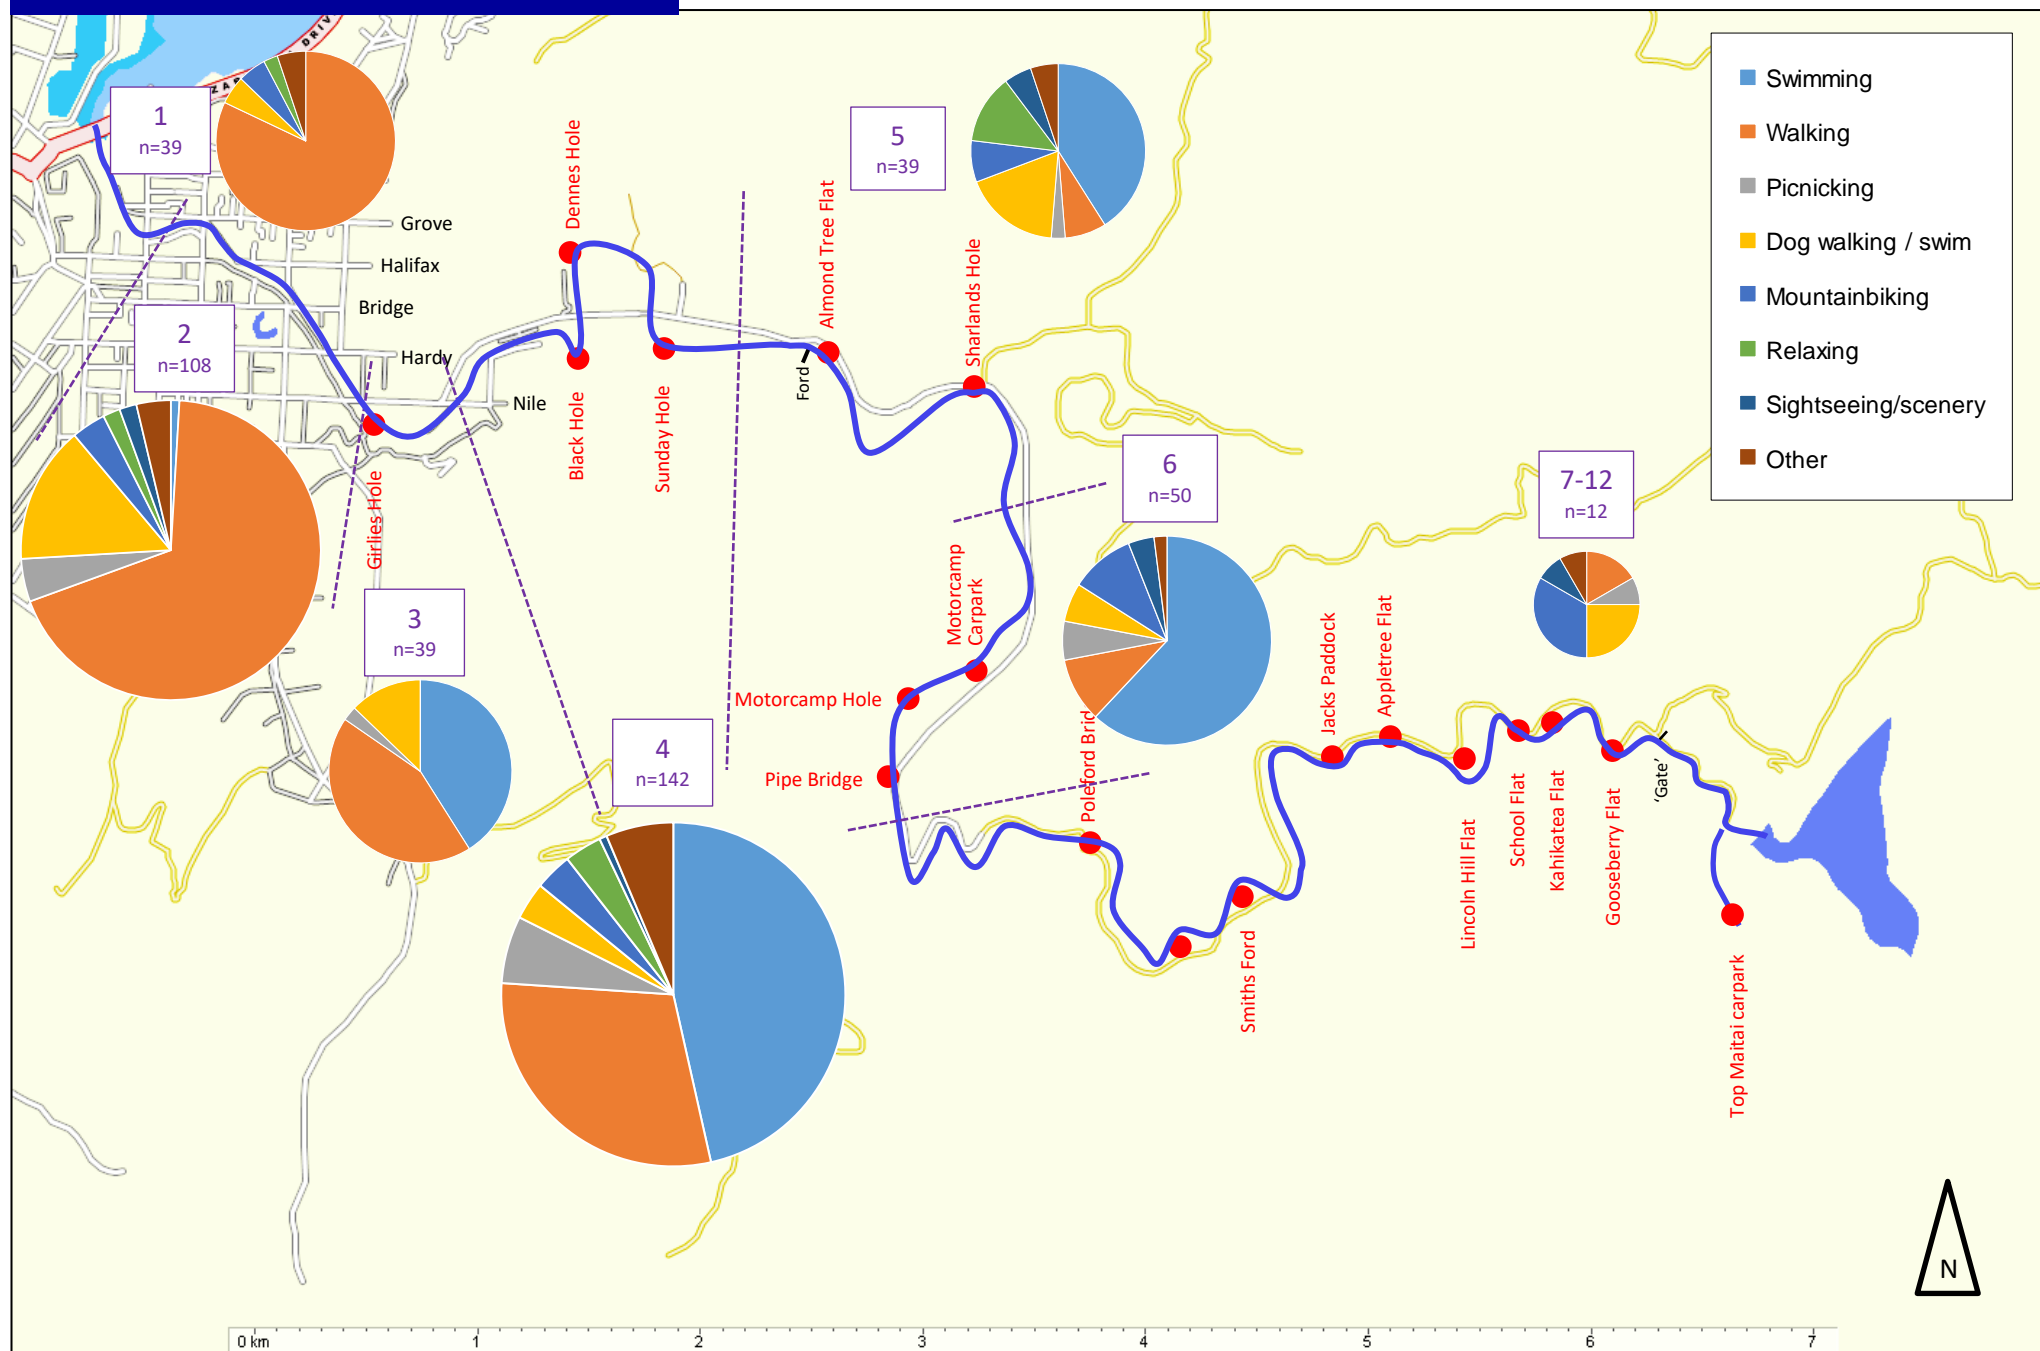 DRIV
ZA
1
n=39
Grove
Halifax
Bridge
Hardy
Nile
2
n=108
Girlies Hole
3
n=39
Dennes Hole
Black Hole
Sunday Hole
4
n=142
Ford
Almond Tree Flat
5
n=39
Sharlands Hole
Motorcamp
Carpark
Motorcamp Hole
Pipe Bridge
6
n=50
Poleford Brid
Smiths Ford
Jacks Paddock
Appletree Flat
Lincoln Hill Flat
School Flat
Kahikatea Flat
Gooseberry Flat
'Gate'
Top Maitai carpark
7-12
n=12
Swimming
Walking
Picnicking
Dog walking / swim
Mountainbiking
Relaxing
Sightseeing/scenery
Other
N
0 km 1 2 3 4 5 6 7